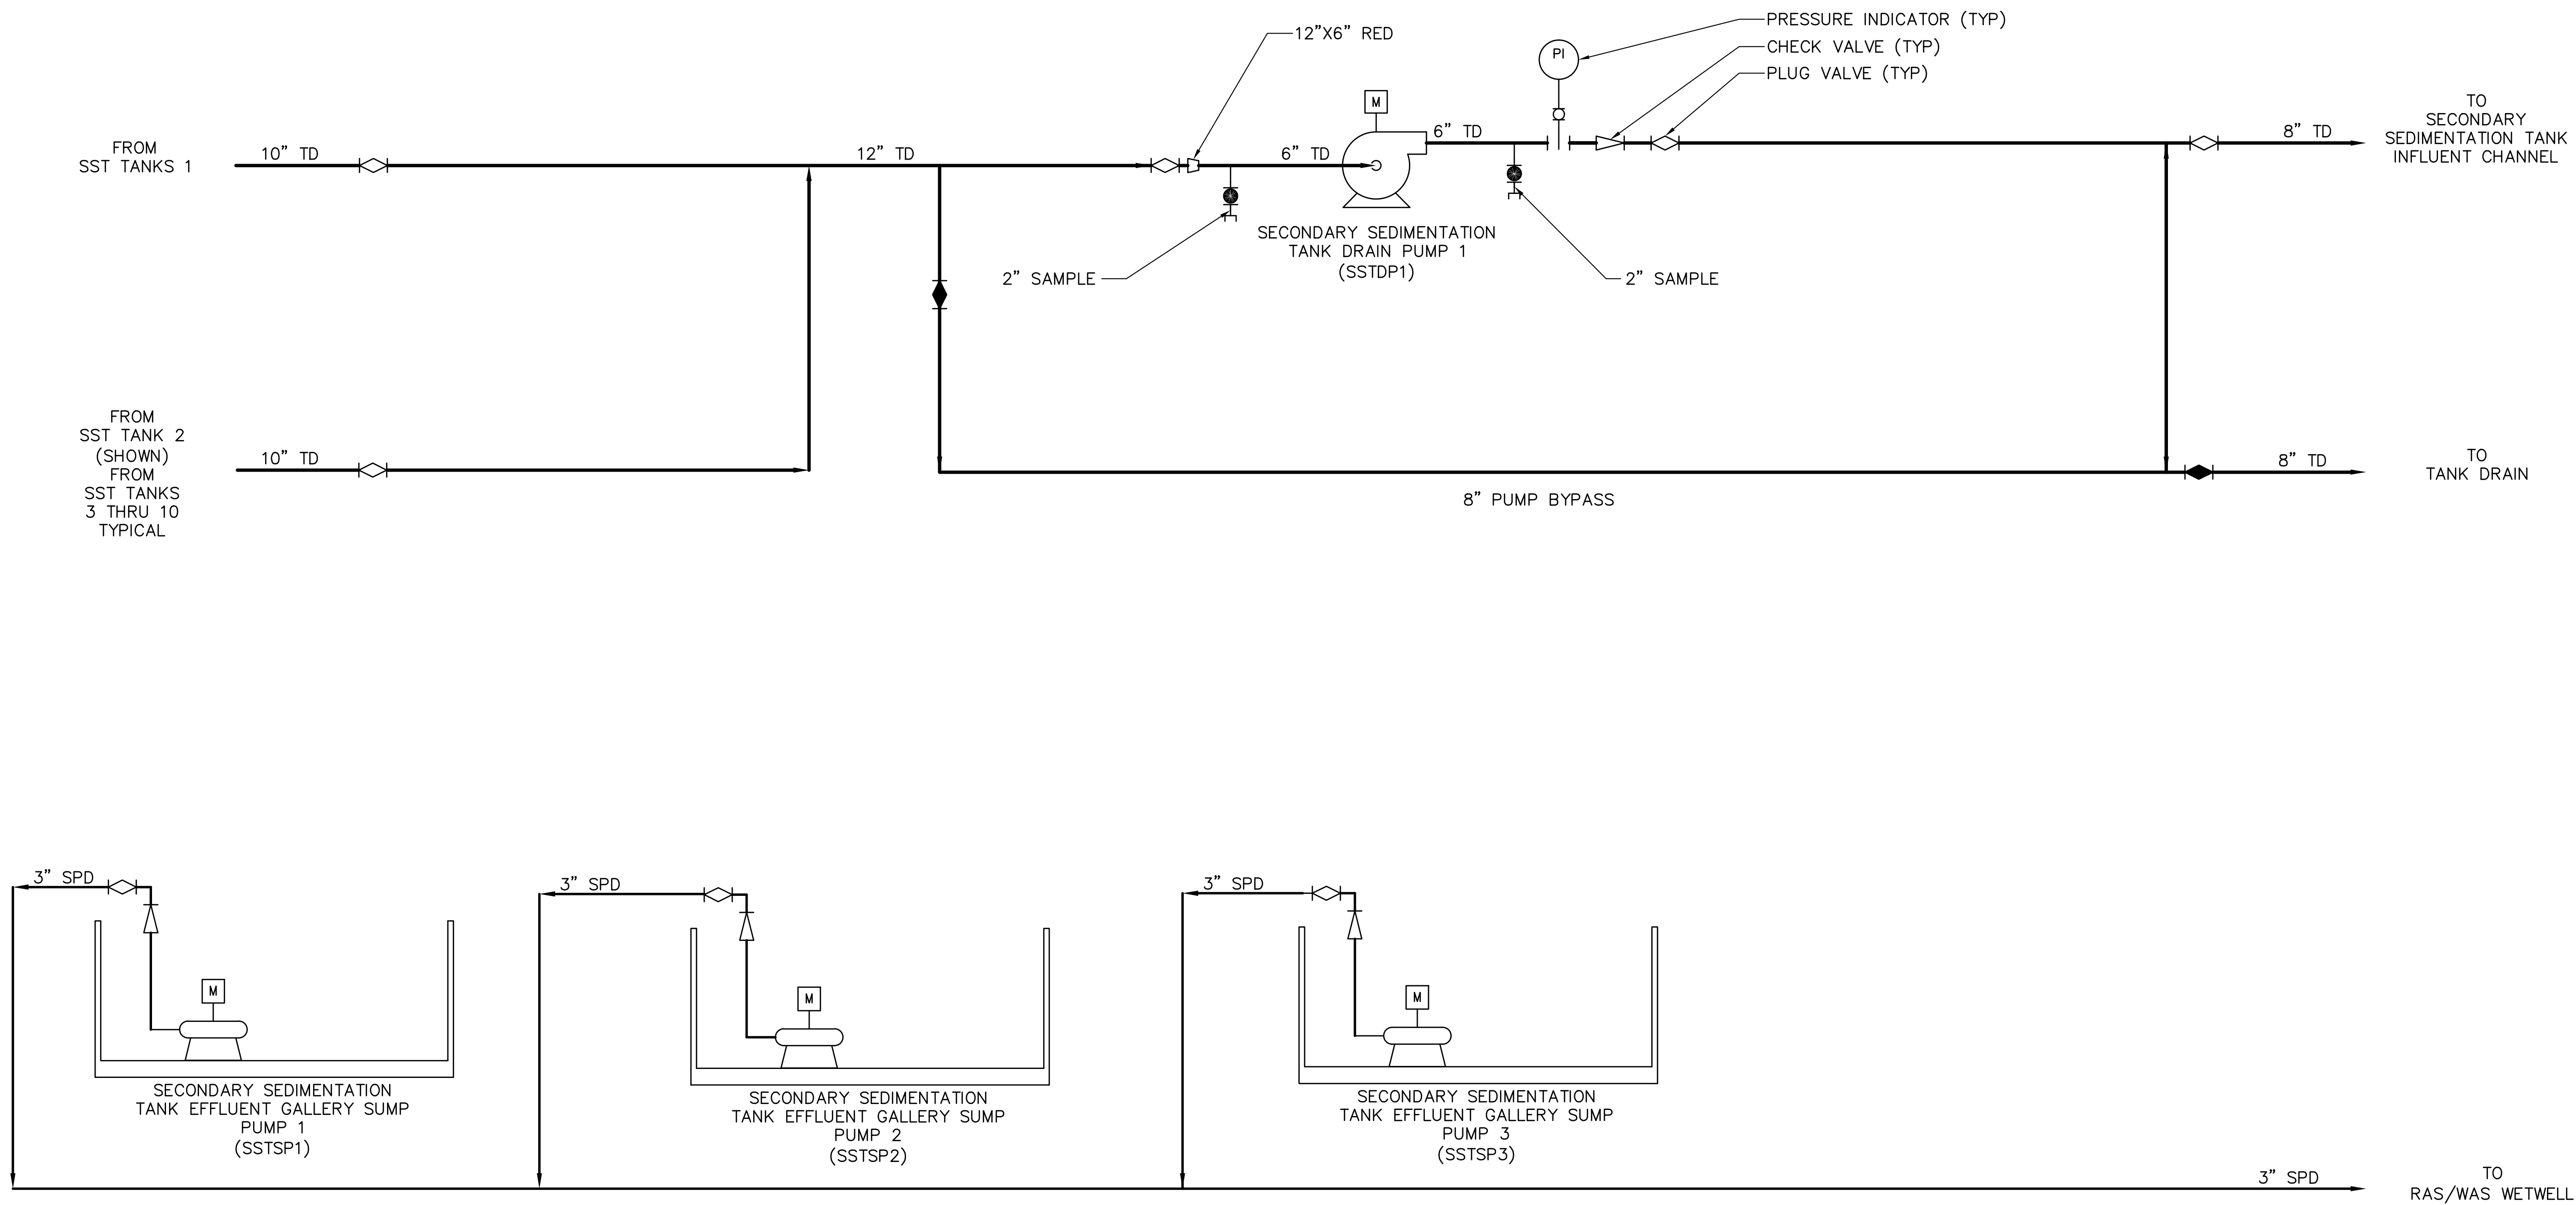 12”X6” RED
PRESSURE INDICATOR (TYP)
CHECK VALVE (TYP)
PLUG VALVE (TYP)
PI
M
FROM
SST TANKS 1
10” TD
12” TD
6” TD
6” TD
8” TD
TO
SECONDARY
SEDIMENTATION TANK
INFLUENT CHANNEL
SECONDARY SEDIMENTATION
TANK DRAIN PUMP 1
(SSTDP1)
2” SAMPLE
2” SAMPLE
FROM
SST TANK 2
(SHOWN)
FROM
SST TANKS
3 THRU 10
TYPICAL
10” TD
8” PUMP BYPASS
8” TD
TO
TANK DRAIN
3” SPD
M
SECONDARY SEDIMENTATION
TANK EFFLUENT GALLERY SUMP
PUMP 1
(SSTSP1)
3” SPD
M
SECONDARY SEDIMENTATION
TANK EFFLUENT GALLERY SUMP
PUMP 2
(SSTSP2)
3” SPD
M
SECONDARY SEDIMENTATION
TANK EFFLUENT GALLERY SUMP
PUMP 3
(SSTSP3)
3” SPD
TO
RAS/WAS WETWELL